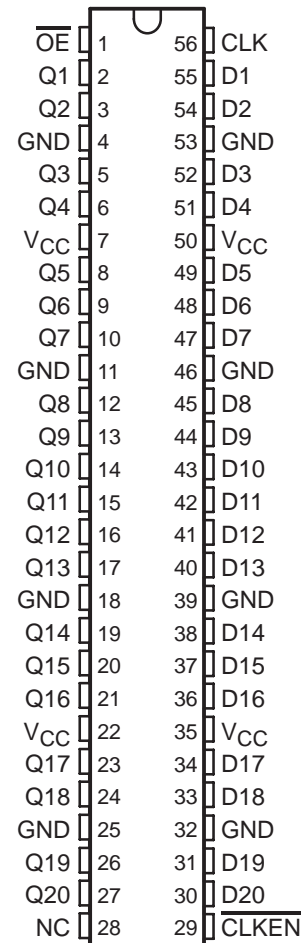 O̅E̅ 1 56 CLK
Q1 2 55 D1
Q2 3 54 D2
GND 4 53 GND
Q3 5 52 D3
Q4 6 51 D4
VCC 7 50 VCC
Q5 8 49 D5
Q6 9 48 D6
Q7 10 47 D7
GND 11 46 GND
Q8 12 45 D8
Q9 13 44 D9
Q10 14 43 D10
Q11 15 42 D11
Q12 16 41 D12
Q13 17 40 D13
GND 18 39 GND
Q14 19 38 D14
Q15 20 37 D15
Q16 21 36 D16
VCC 22 35 VCC
Q17 23 34 D17
Q18 24 33 D18
GND 25 32 GND
Q19 26 31 D19
Q20 27 30 D20
NC 28 29 C̅L̅K̅E̅N̅